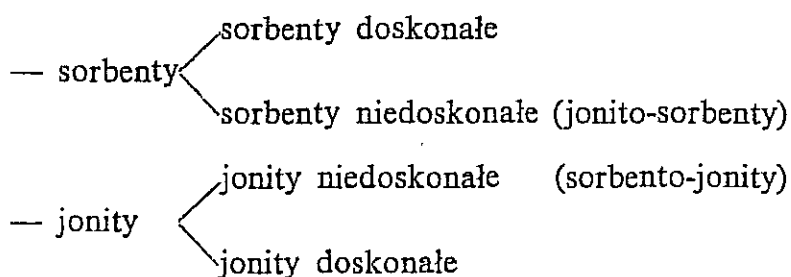 sorbenty doskonałe
— sorbenty
sorbenty niedoskonałe (jonito-sorbenty)
jonity niedoskonałe (sorbento-jonity)
— jonity
jonity doskonałe